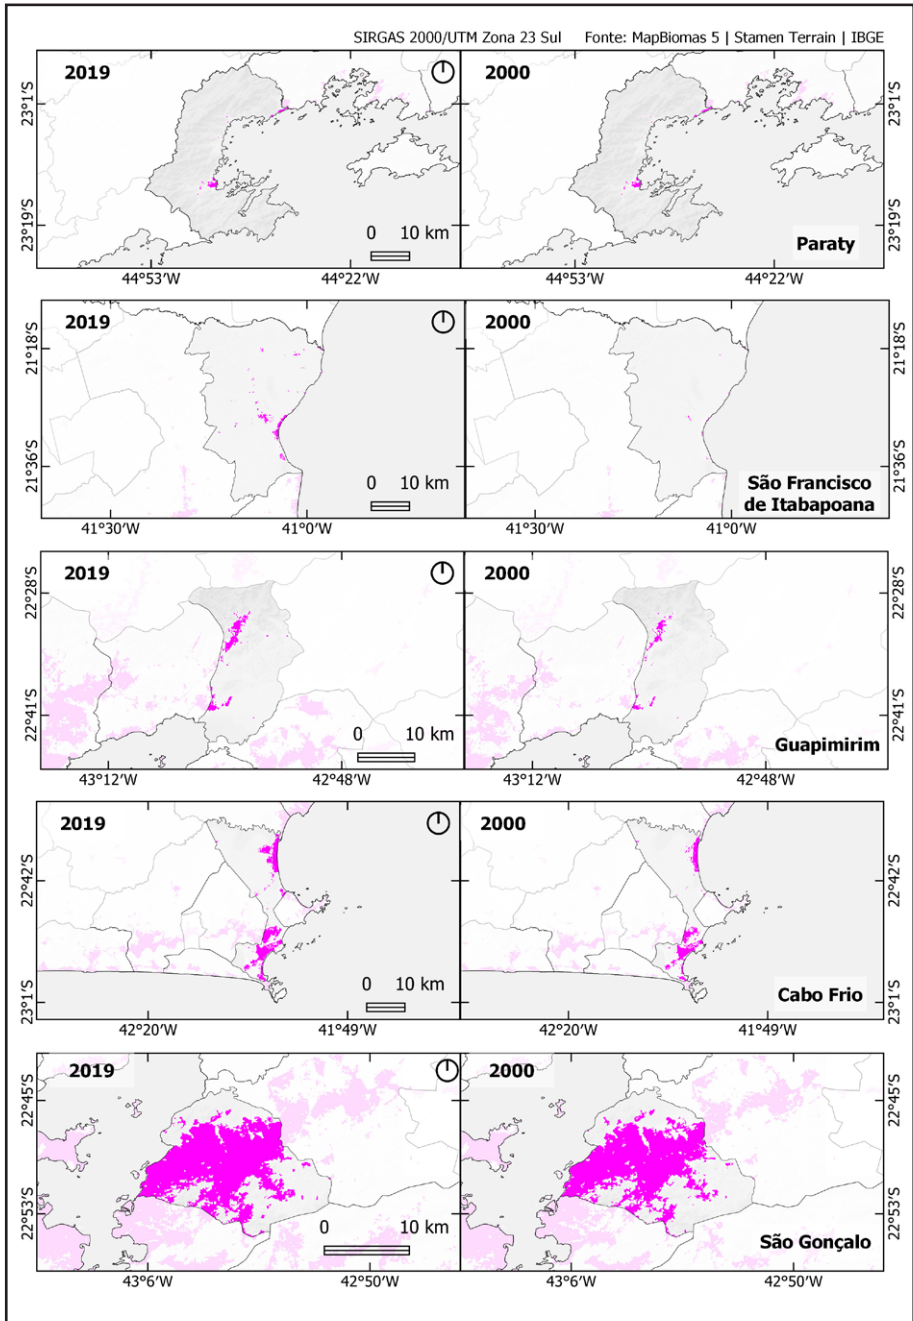 SIRGAS 2000/UTM Zona 23 Sul Fonte: MapBiomas 5 | Stamen Terrain | IBGE
2019
2000
23°1'S
23°1'S
23°19'S
23°19'S
0 10 km
Paraty
44°53'W
44°22'W
44°53'W
44°22'W
2019
2000
21°18'S
21°18'S
21°36'S
21°36'S
0 10 km
São Francisco
de Itabapoana
41°30'W
41°0'W
41°30'W
41°0'W
2019
2000
22°28'S
22°28'S
22°41'S
22°41'S
0 10 km
Guapimirim
43°12'W
42°48'W
43°12'W
42°48'W
2019
2000
22°42'S
22°42'S
23°1'S
23°1'S
0 10 km
Cabo Frio
42°20'W
41°49'W
42°20'W
41°49'W
2019
2000
22°45'S
22°45'S
22°53'S
22°53'S
0 10 km
São Gonçalo
43°6'W
42°50'W
43°6'W
42°50'W